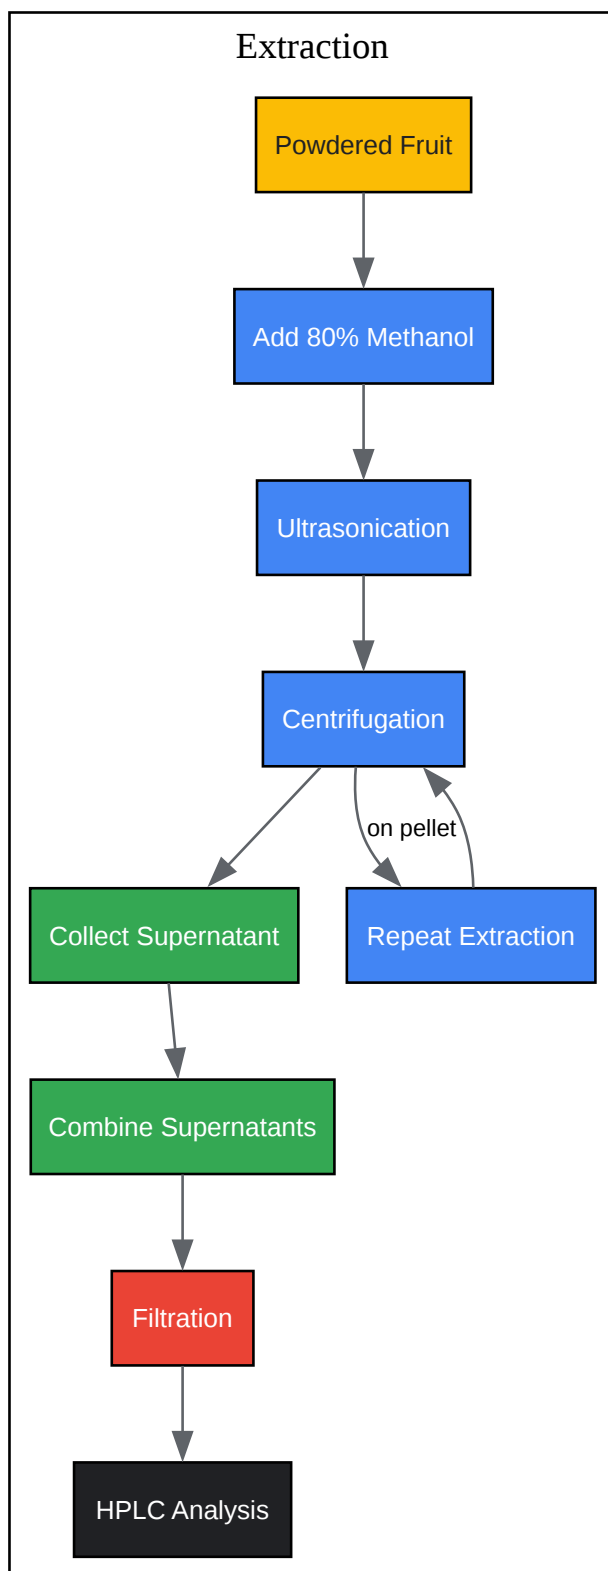 Extraction
Powdered Fruit
Add 80% Methanol
Ultrasonication
Centrifugation
on pellet
Collect Supernatant
Repeat Extraction
Combine Supernatants
Filtration
HPLC Analysis